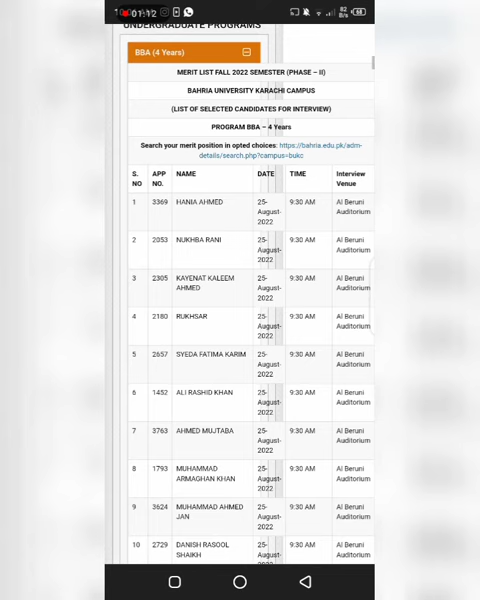 01:12
82
B/s
68
UNDERGRADUATE PROGRAMS
BBA (4 Years)
MERIT LIST FALL 2022 SEMESTER (PHASE – II)
BAHRIA UNIVERSITY KARACHI CAMPUS
(LIST OF SELECTED CANDIDATES FOR INTERVIEW)
PROGRAM BBA – 4 Years
Search your merit position in opted choices: https://bahria.edu.pk/adm-
details/search.php?campus=bukc
S. NO APP NO. NAME DATE TIME Interview Venue
1 3369 HANIA AHMED 25-August-2022 9:30 AM Al Beruni Auditorium
2 2053 NUKHBA RANI 25-August-2022 9:30 AM Al Beruni Auditorium
3 2305 KAYENAT KALEEM AHMED 25-August-2022 9:30 AM Al Beruni Auditorium
4 2180 RUKHSAR 25-August-2022 9:30 AM Al Beruni Auditorium
5 2657 SYEDA FATIMA KARIM 25-August-2022 9:30 AM Al Beruni Auditorium
6 1452 ALI RASHID KHAN 25-August-2022 9:30 AM Al Beruni Auditorium
7 3763 AHMED MUJTABA 25-August-2022 9:30 AM Al Beruni Auditorium
8 1793 MUHAMMAD ARMAGHAN KHAN 25-August-2022 9:30 AM Al Beruni Auditorium
9 3624 MUHAMMAD AHMED JAN 25-August-2022 9:30 AM Al Beruni Auditorium
10 2729 DANISH RASOOL SHAIKH 25-August- 9:30 AM Al Beruni Auditorium